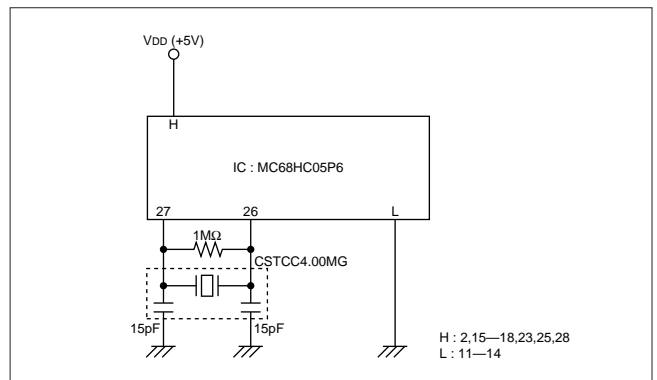 VDD (+5V)
H
IC : MC68HC05P6
27 26 L
1MΩ
CSTCC4.00MG
15pF 15pF
H : 2,15—18,23,25,28
L : 11—14